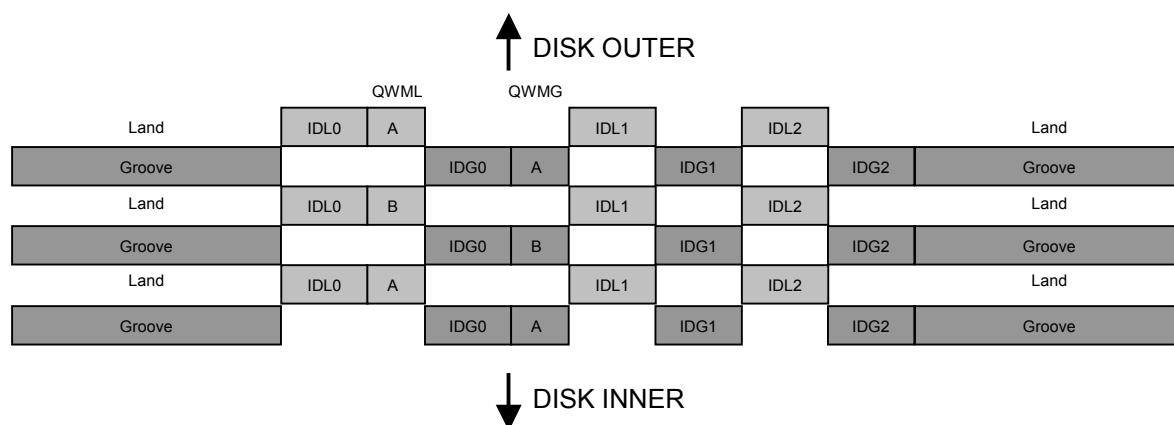 DISK OUTER
QWML QWMG
Land IDL0 A IDL1 IDL2 Land
Groove IDG0 A IDG1 IDG2 Groove
Land IDL0 B IDL1 IDL2 Land
Groove IDG0 B IDG1 IDG2 Groove
Land IDL0 A IDL1 IDL2 Land
Groove IDG0 A IDG1 IDG2 Groove
DISK INNER